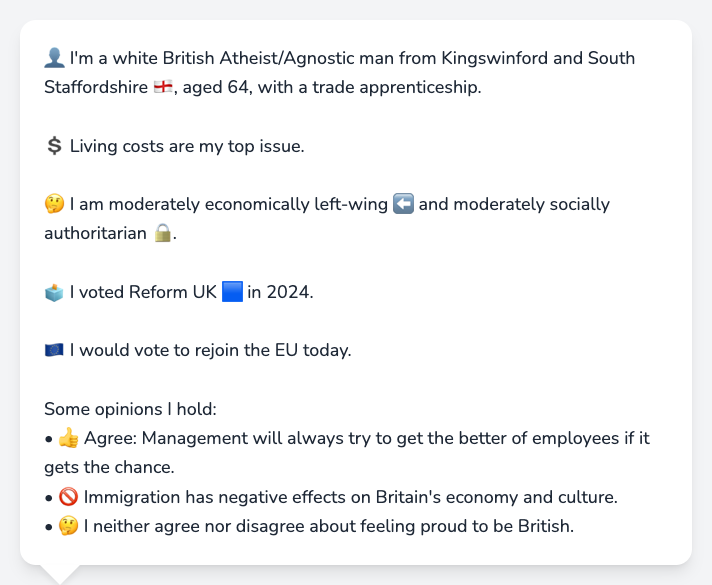 👤 I'm a white British Atheist/Agnostic man from Kingswinford and South
Staffordshire 🏴󠁧󠁢󠁥󠁮󠁧󠁿, aged 64, with a trade apprenticeship.
💲 Living costs are my top issue.
🤔 I am moderately economically left-wing ⬅️ and moderately socially
authoritarian 🔒.
🗳️ I voted Reform UK 🟦 in 2024.
🇪🇺 I would vote to rejoin the EU today.
Some opinions I hold:
• 👍 Agree: Management will always try to get the better of employees if it
gets the chance.
• 🚫 Immigration has negative effects on Britain's economy and culture.
• 🤔 I neither agree nor disagree about feeling proud to be British.